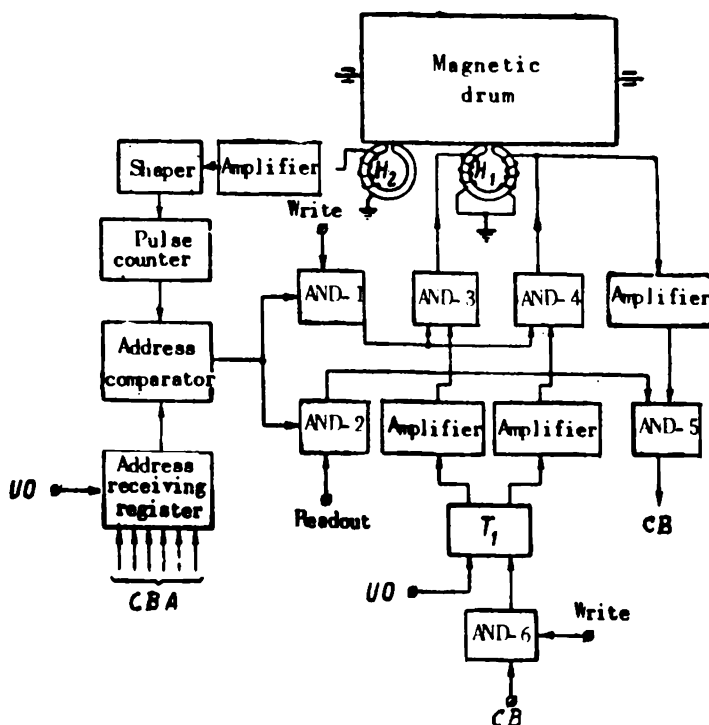 Magnetic
drum
Shaper
Amplifier
H₂
H₁
Write
Pulse
counter
AND-1
AND-3
AND-4
Amplifier
Address
comparator
AND-2
Amplifier
Amplifier
AND-5
Address
receiving
register
UO
Readout
T₁
CB
CBA
UO
AND-6
Write
CB